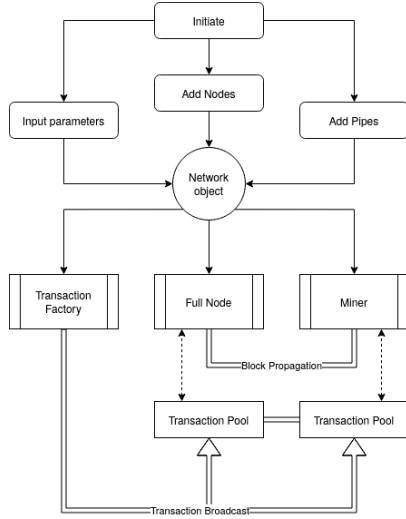 Initiate
Add Nodes
Input parameters
Add Pipes
Network
object
Transaction
Factory
Full Node
Miner
Block Propagation
Transaction Pool
Transaction Pool
Transaction Broadcast